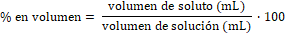 % en volumen = volumen de soluto (mL) / volumen de solución (mL) · 100